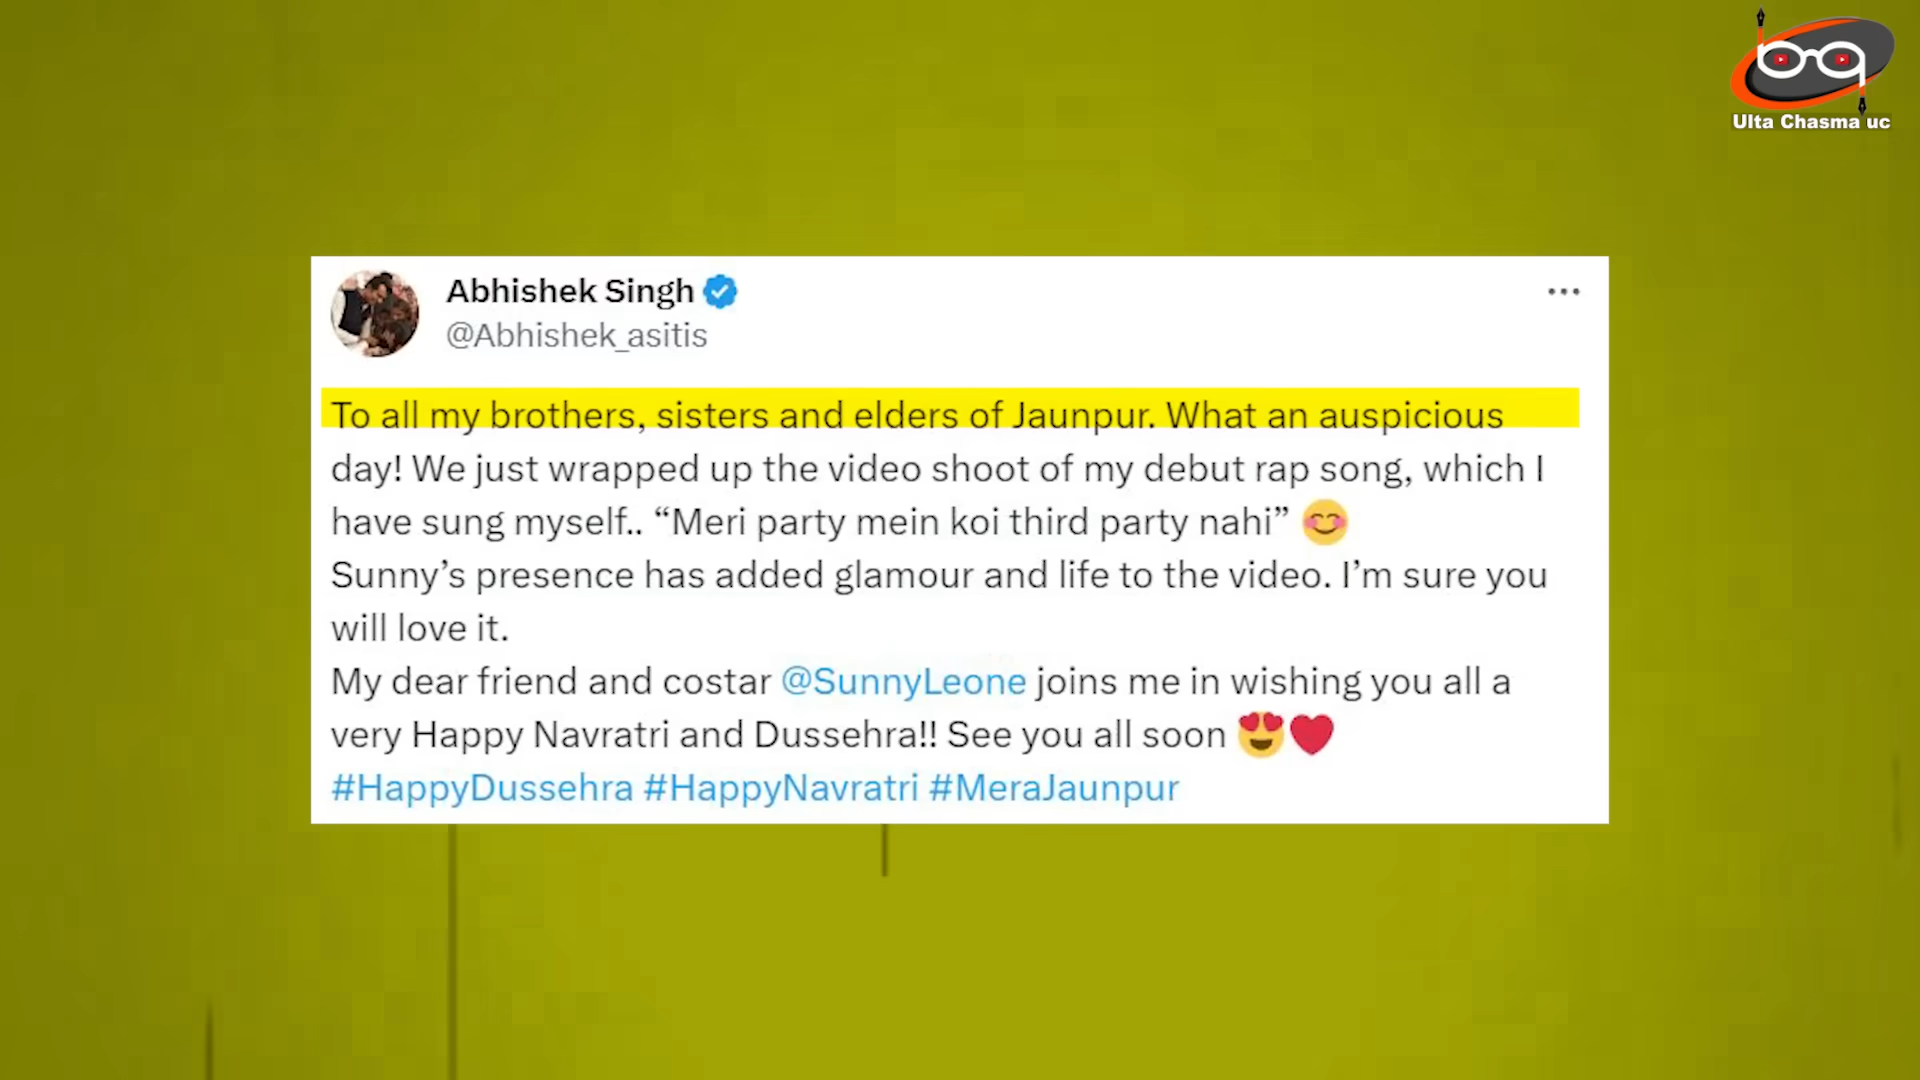 Ulta Chasma uc
Abhishek Singh
@Abhishek_asitis
To all my brothers, sisters and elders of Jaunpur. What an auspicious
day! We just wrapped up the video shoot of my debut rap song, which I
have sung myself.. “Meri party mein koi third party nahi” 😊
Sunny’s presence has added glamour and life to the video. I’m sure you
will love it.
My dear friend and costar @SunnyLeone joins me in wishing you all a
very Happy Navratri and Dussehra!! See you all soon 😍❤️
#HappyDussehra #HappyNavratri #MeraJaunpur